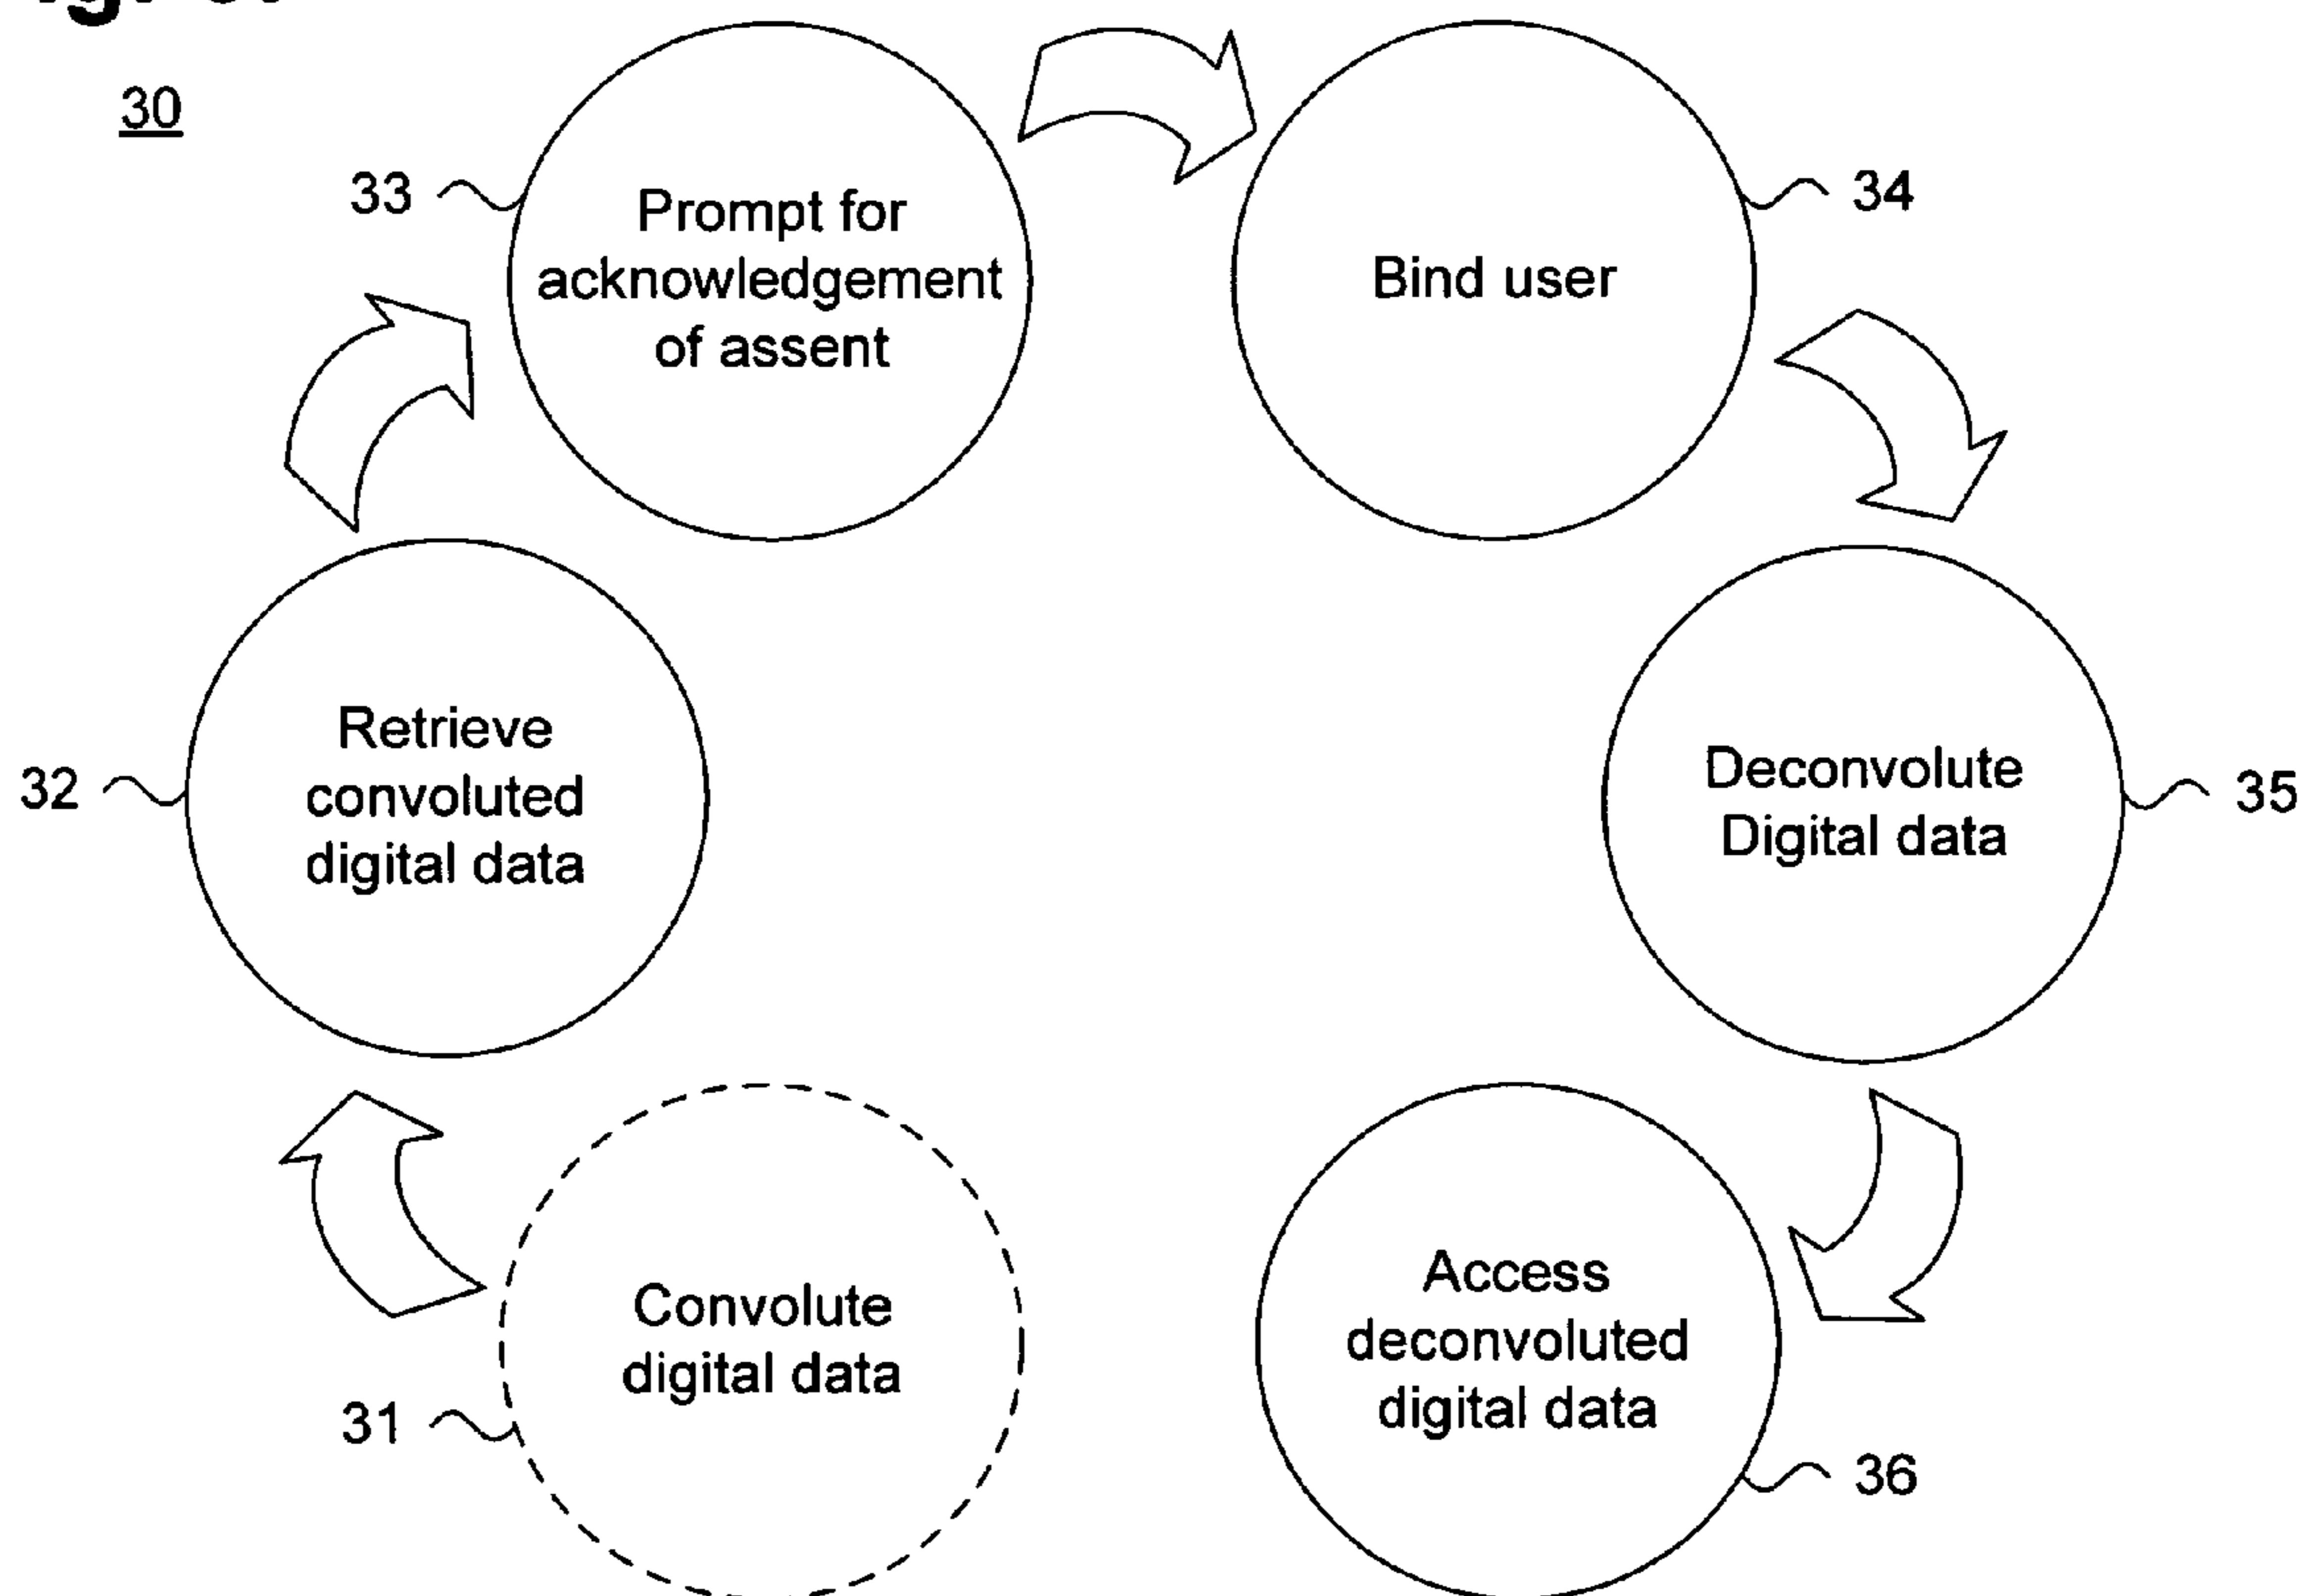 30
33
Prompt for
acknowledgement
of assent
34
Bind user
32
Retrieve
convoluted
digital data
Deconvolute
Digital data
35
31
Convolute
digital data
Access
deconvoluted
digital data
36